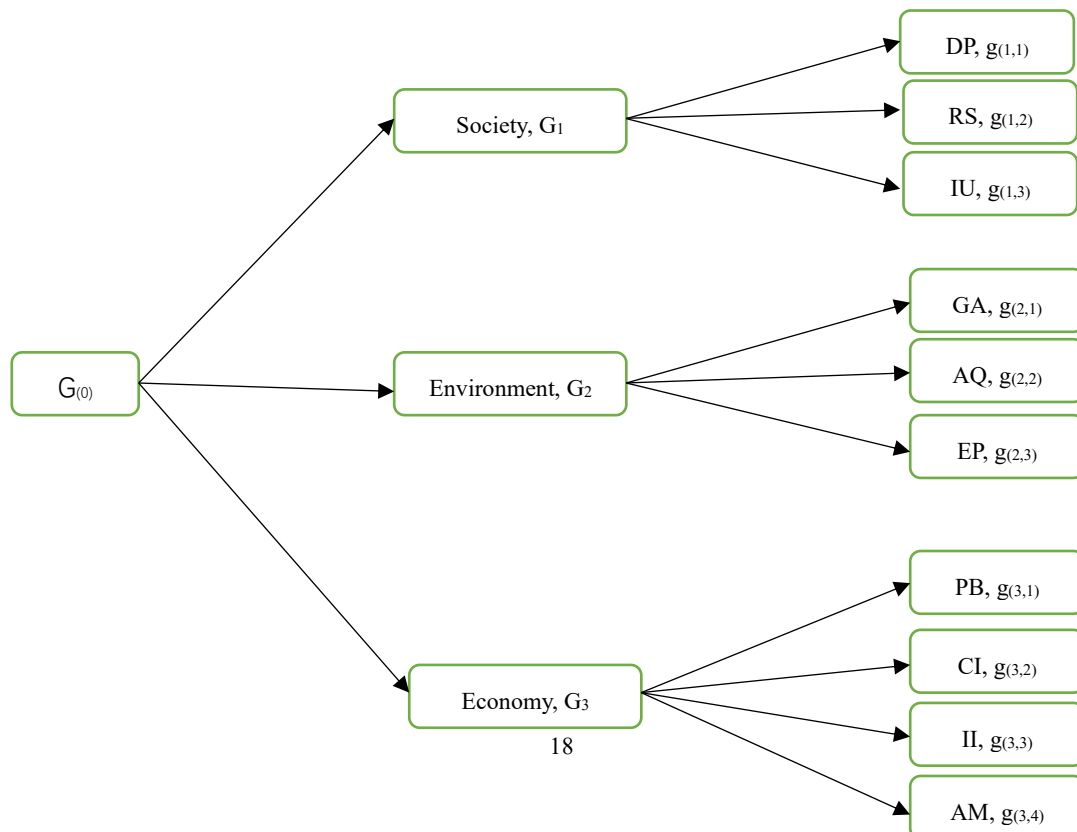 DP, g(1,1)
Society, G1
RS, g(1,2)
IU, g(1,3)
GA, g(2,1)
G(0)
Environment, G2
AQ, g(2,2)
EP, g(2,3)
PB, g(3,1)
CI, g(3,2)
Economy, G3
II, g(3,3)
18
AM, g(3,4)